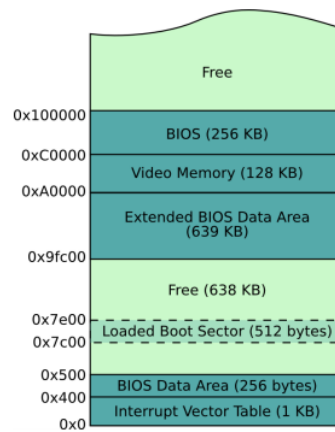 Free
0x100000
BIOS (256 KB)
0xC0000
Video Memory (128 KB)
0xA0000
Extended BIOS Data Area
(639 KB)
0x9fc00
Free (638 KB)
0x7e00
Loaded Boot Sector (512 bytes)
0x7c00
0x500
BIOS Data Area (256 bytes)
0x400
Interrupt Vector Table (1 KB)
0x0